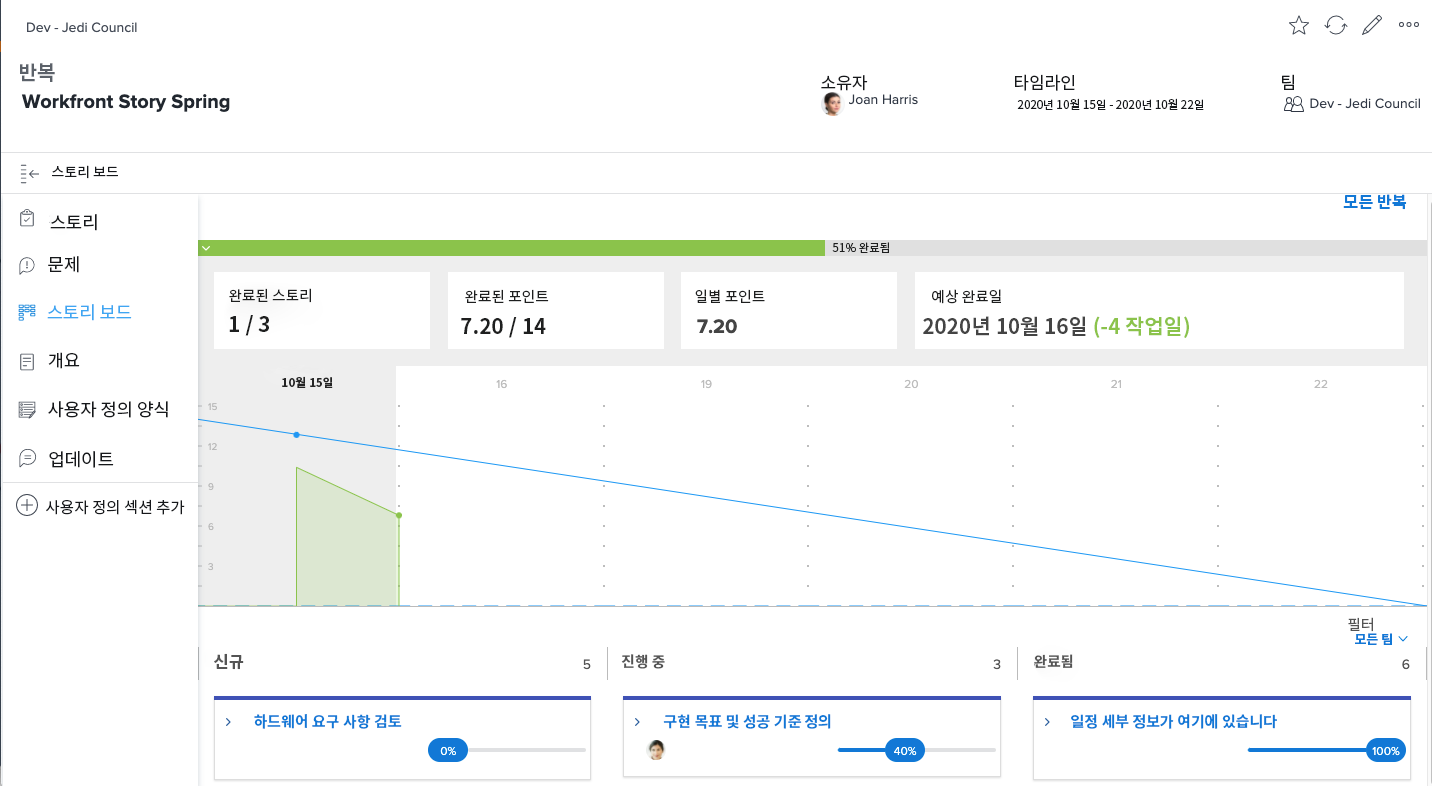 Dev - Jedi Council
반복
Workfront Story Spring
소유자
Joan Harris
타임라인
2020년 10월 15일 - 2020년 10월 22일
팀
Dev - Jedi Council
스토리 보드
스토리
문제
스토리 보드
개요
사용자 정의 양식
업데이트
사용자 정의 섹션 추가
모든 반복
51% 완료됨
완료된 스토리
1 / 3
완료된 포인트
7.20 / 14
일별 포인트
7.20
예상 완료일
2020년 10월 16일 (-4 작업일)
10월 15일 16 19 20 21 22
15
12
9
6
3
필터
모든 팀
신규 5
진행 중 3
완료됨 6
하드웨어 요구 사항 검토
0%
구현 목표 및 성공 기준 정의
40%
일정 세부 정보가 여기에 있습니다
100%